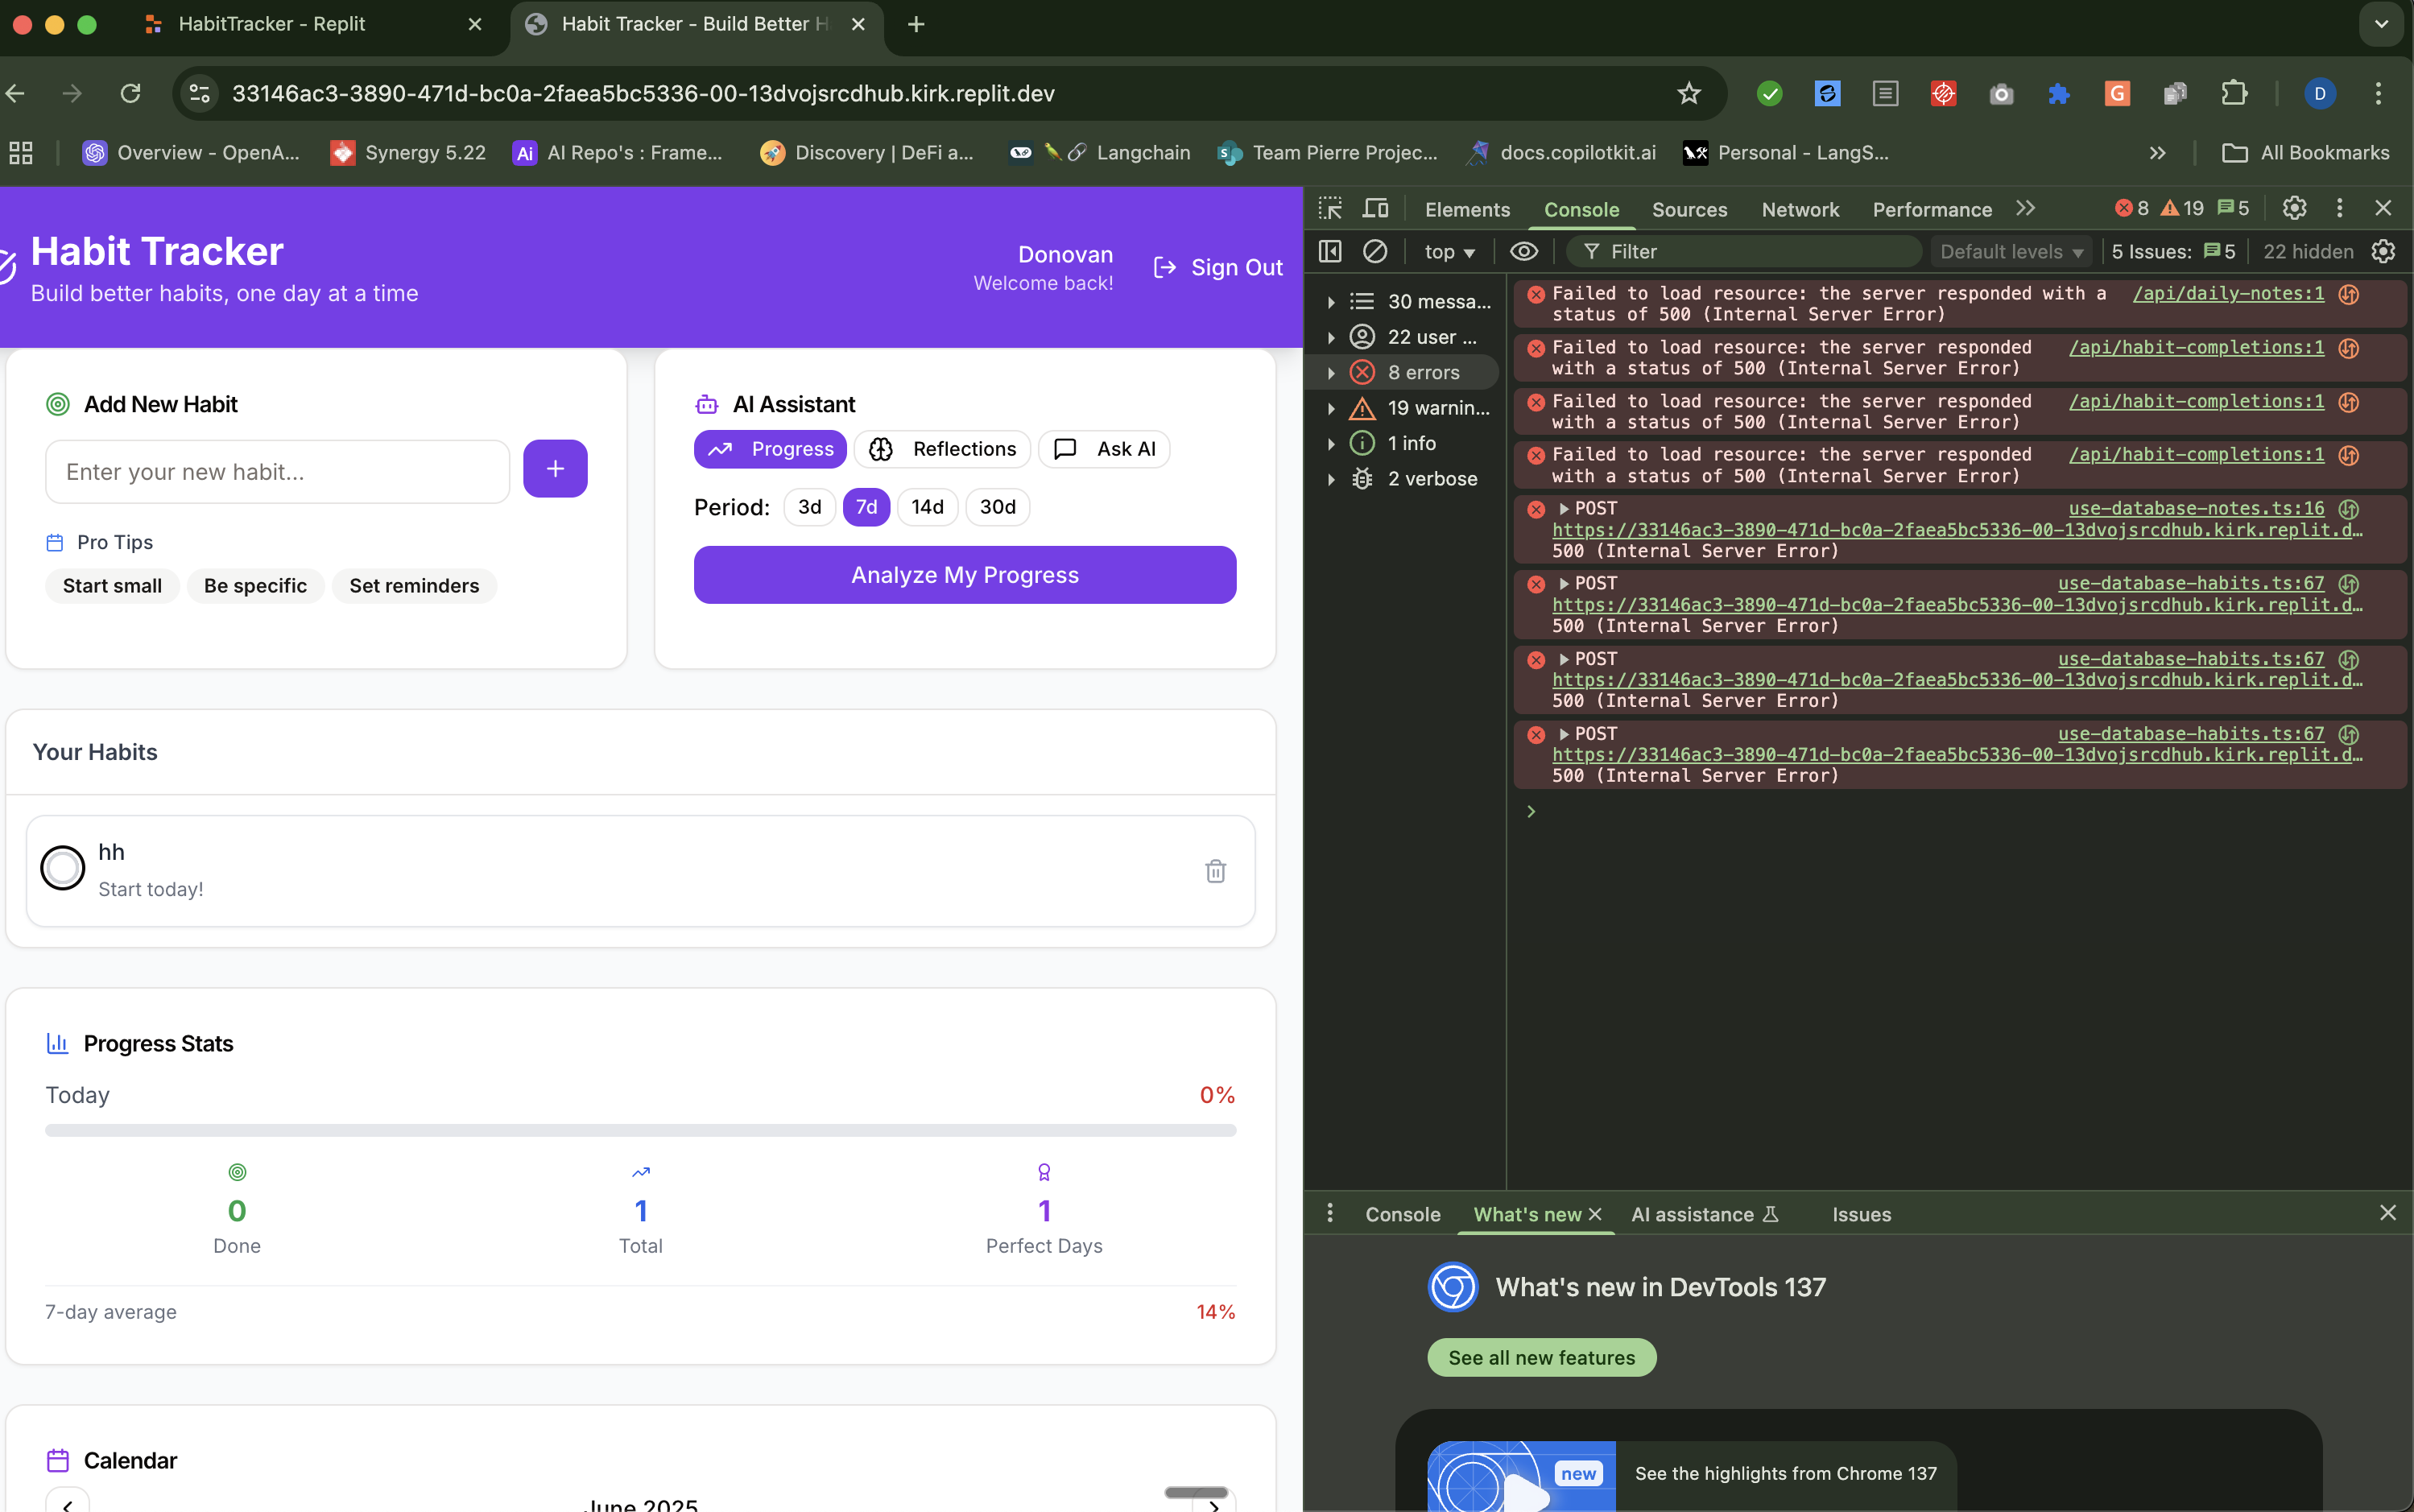 HabitTracker - Replit
Habit Tracker - Build Better H
33146ac3-3890-471d-bc0a-2faea5bc5336-00-13dvojsrcdhub.kirk.replit.dev
G
D
Overview - OpenA...
Synergy 5.22
Ai
AI Repo's : Frame...
Discovery | DeFi a...
Langchain
S
Team Pierre Projec...
docs.copilotkit.ai
Personal - LangS...
All Bookmarks
Habit Tracker
Build better habits, one day at a time
Donovan
Welcome back!
Sign Out
Add New Habit
Enter your new habit...
Pro Tips
Start small
Be specific
Set reminders
AI Assistant
Progress
Reflections
Ask AI
Period:
3d
7d
14d
30d
Analyze My Progress
Your Habits
hh
Start today!
Progress Stats
Today
0%
0
1
1
Done
Total
Perfect Days
7-day average
14%
Calendar
June 2025
Elements
Console
Sources
Network
Performance
8
19
5
top
Filter
Default levels
5 Issues:
5
22 hidden
30 messa...
22 user ...
8 errors
19 warnin...
1 info
2 verbose
Failed to load resource: the server responded with a /api/daily-notes:1
status of 500 (Internal Server Error)
Failed to load resource: the server responded /api/habit-completions:1
with a status of 500 (Internal Server Error)
Failed to load resource: the server responded /api/habit-completions:1
with a status of 500 (Internal Server Error)
Failed to load resource: the server responded /api/habit-completions:1
with a status of 500 (Internal Server Error)
POST use-database-notes.ts:16
https://33146ac3-3890-471d-bc0a-2faea5bc5336-00-13dvojsrcdhub.kirk.replit.d…
500 (Internal Server Error)
POST use-database-habits.ts:67
https://33146ac3-3890-471d-bc0a-2faea5bc5336-00-13dvojsrcdhub.kirk.replit.d…
500 (Internal Server Error)
POST use-database-habits.ts:67
https://33146ac3-3890-471d-bc0a-2faea5bc5336-00-13dvojsrcdhub.kirk.replit.d…
500 (Internal Server Error)
POST use-database-habits.ts:67
https://33146ac3-3890-471d-bc0a-2faea5bc5336-00-13dvojsrcdhub.kirk.replit.d…
500 (Internal Server Error)
Console
What's new
AI assistance
Issues
What's new in DevTools 137
See all new features
new
See the highlights from Chrome 137